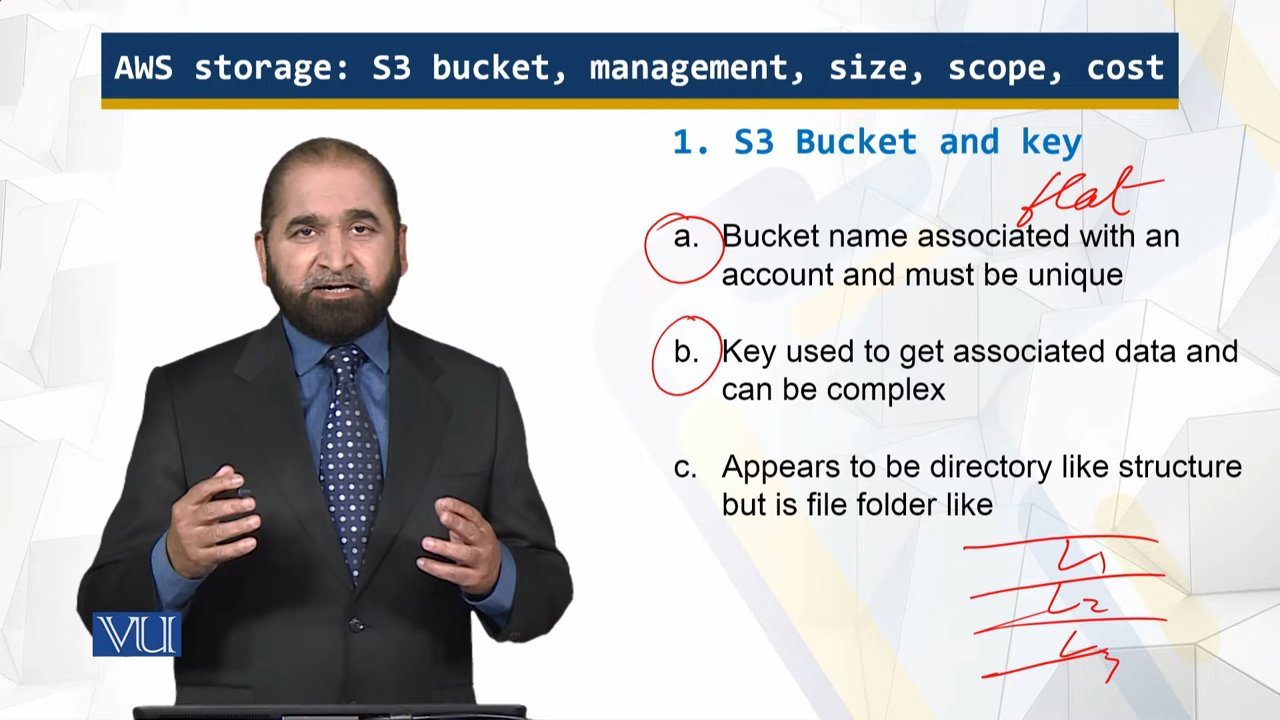 AWS storage: S3 bucket, management, size, scope, cost
1. S3 Bucket and key
flat
a. Bucket name associated with an
account and must be unique
b. Key used to get associated data and
can be complex
c. Appears to be directory like structure
but is file folder like
L1
L2
L3
VU